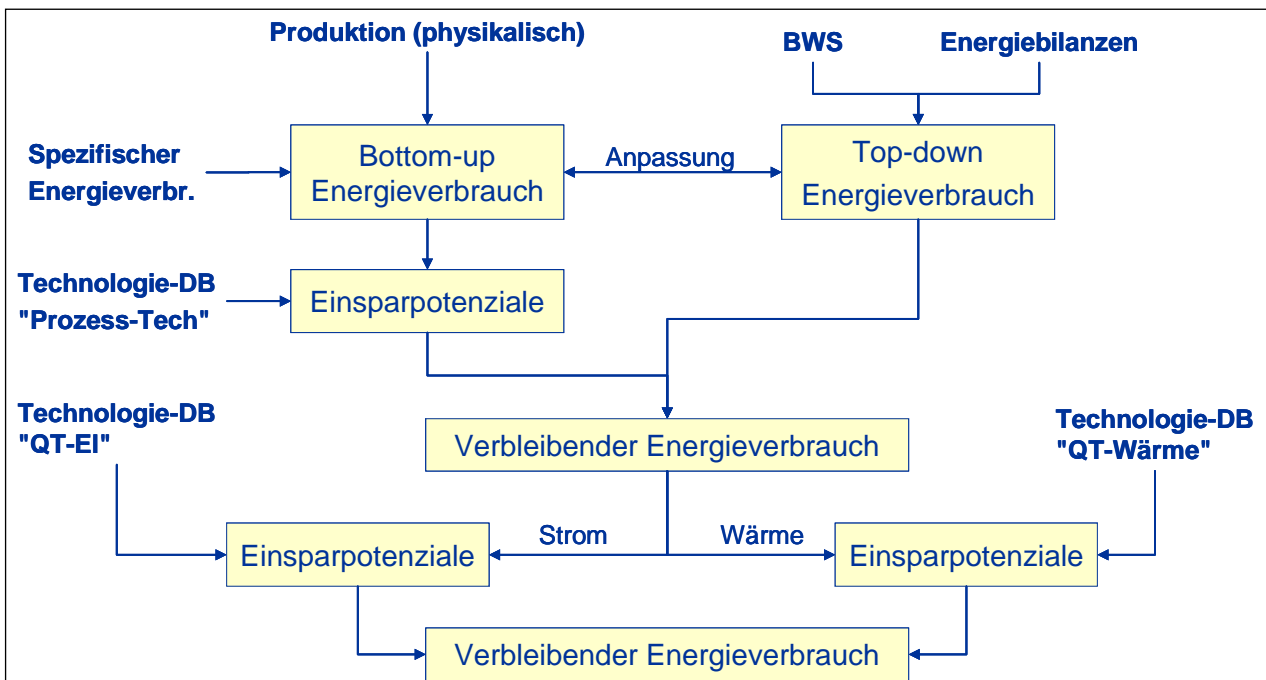 Produktion (physikalisch)
BWS
Energiebilanzen
Spezifischer
Energieverbr.
Bottom-up
Energieverbrauch
Anpassung
Top-down
Energieverbrauch
Technologie-DB
"Prozess-Tech"
Einsparpotenziale
Technologie-DB
"QT-El"
Verbleibender Energieverbrauch
Technologie-DB
"QT-Wärme"
Einsparpotenziale
Strom
Wärme
Einsparpotenziale
Verbleibender Energieverbrauch